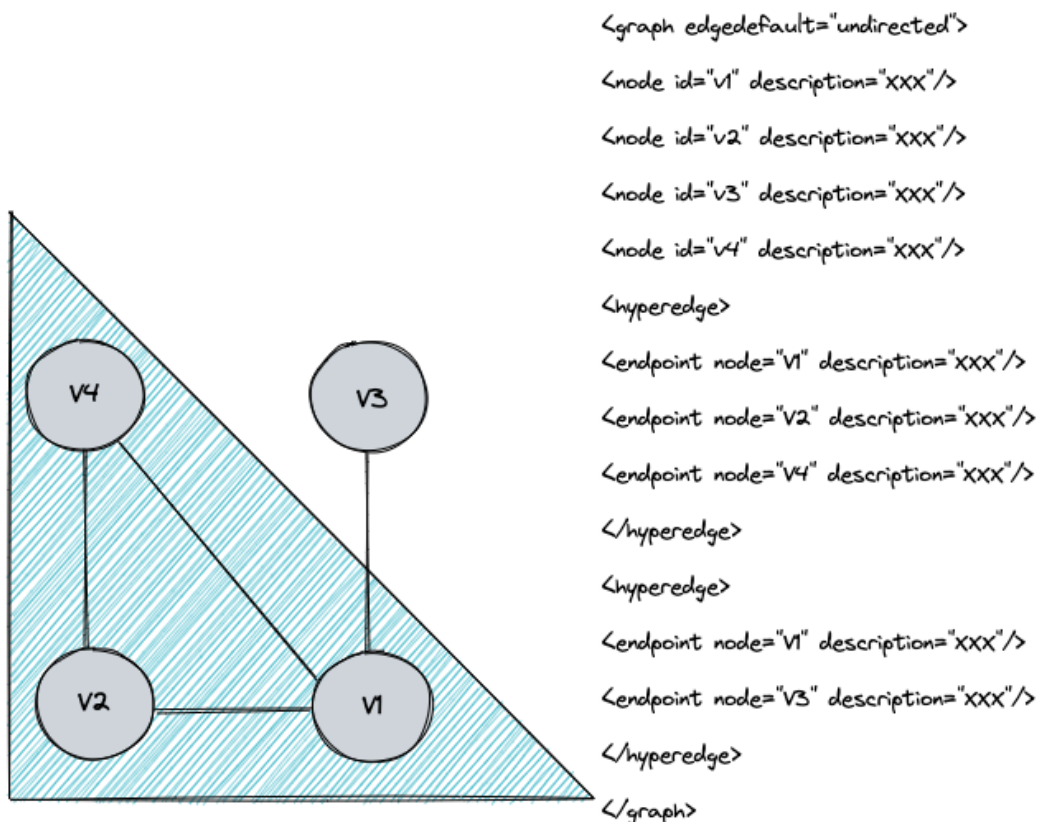 <graph edgedefault="undirected">
<node id="v1" description="xxx"/>
<node id="v2" description="xxx"/>
<node id="v3" description="xxx"/>
<node id="v4" description="xxx"/>
<hyperedge>
<endpoint node="V1" description="xxx"/>
<endpoint node="V2" description="xxx"/>
<endpoint node="V4" description="xxx"/>
</hyperedge>
<hyperedge>
<endpoint node="V1" description="xxx"/>
<endpoint node="V3" description="xxx"/>
</hyperedge>
</graph>
V4
V3
V2
V1